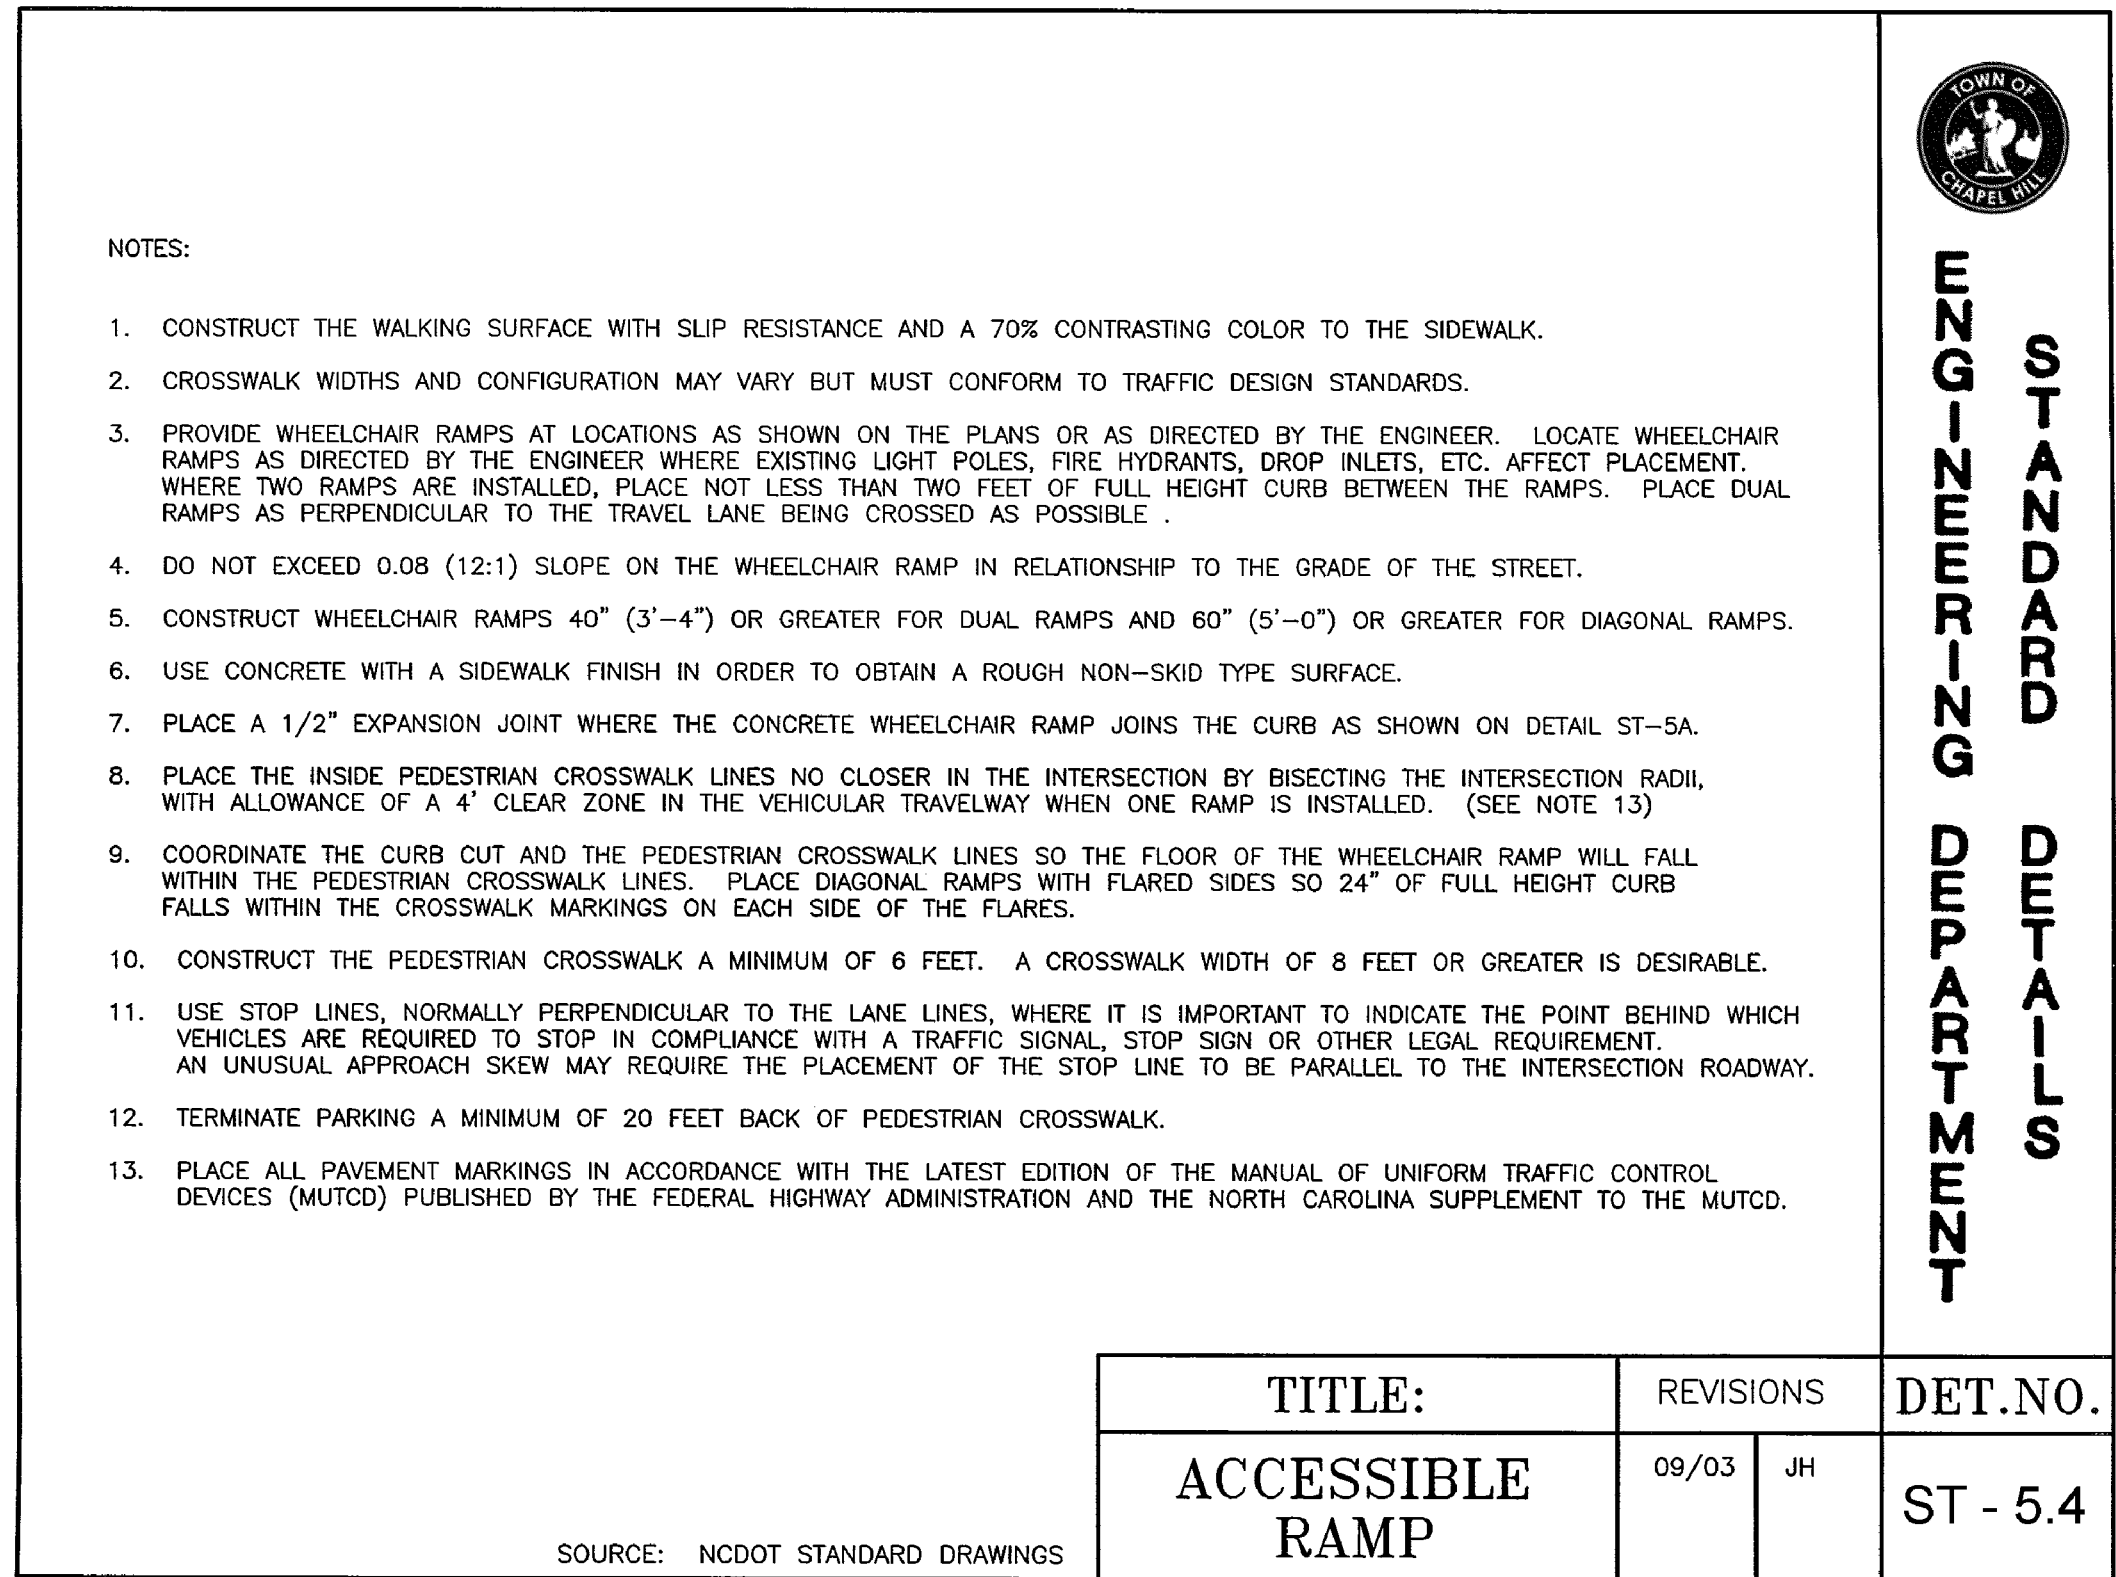 TOWN OF
CHAPEL HILL
ENGINEERING DEPARTMENT
STANDARD DETAILS
NOTES:
1. CONSTRUCT THE WALKING SURFACE WITH SLIP RESISTANCE AND A 70% CONTRASTING COLOR TO THE SIDEWALK.
2. CROSSWALK WIDTHS AND CONFIGURATION MAY VARY BUT MUST CONFORM TO TRAFFIC DESIGN STANDARDS.
3. PROVIDE WHEELCHAIR RAMPS AT LOCATIONS AS SHOWN ON THE PLANS OR AS DIRECTED BY THE ENGINEER. LOCATE WHEELCHAIR
RAMPS AS DIRECTED BY THE ENGINEER WHERE EXISTING LIGHT POLES, FIRE HYDRANTS, DROP INLETS, ETC. AFFECT PLACEMENT.
WHERE TWO RAMPS ARE INSTALLED, PLACE NOT LESS THAN TWO FEET OF FULL HEIGHT CURB BETWEEN THE RAMPS. PLACE DUAL
RAMPS AS PERPENDICULAR TO THE TRAVEL LANE BEING CROSSED AS POSSIBLE .
4. DO NOT EXCEED 0.08 (12:1) SLOPE ON THE WHEELCHAIR RAMP IN RELATIONSHIP TO THE GRADE OF THE STREET.
5. CONSTRUCT WHEELCHAIR RAMPS 40" (3'-4") OR GREATER FOR DUAL RAMPS AND 60" (5'-0") OR GREATER FOR DIAGONAL RAMPS.
6. USE CONCRETE WITH A SIDEWALK FINISH IN ORDER TO OBTAIN A ROUGH NON-SKID TYPE SURFACE.
7. PLACE A 1/2" EXPANSION JOINT WHERE THE CONCRETE WHEELCHAIR RAMP JOINS THE CURB AS SHOWN ON DETAIL ST-5A.
8. PLACE THE INSIDE PEDESTRIAN CROSSWALK LINES NO CLOSER IN THE INTERSECTION BY BISECTING THE INTERSECTION RADII,
WITH ALLOWANCE OF A 4' CLEAR ZONE IN THE VEHICULAR TRAVELWAY WHEN ONE RAMP IS INSTALLED. (SEE NOTE 13)
9. COORDINATE THE CURB CUT AND THE PEDESTRIAN CROSSWALK LINES SO THE FLOOR OF THE WHEELCHAIR RAMP WILL FALL
WITHIN THE PEDESTRIAN CROSSWALK LINES. PLACE DIAGONAL RAMPS WITH FLARED SIDES SO 24" OF FULL HEIGHT CURB
FALLS WITHIN THE CROSSWALK MARKINGS ON EACH SIDE OF THE FLARES.
10. CONSTRUCT THE PEDESTRIAN CROSSWALK A MINIMUM OF 6 FEET. A CROSSWALK WIDTH OF 8 FEET OR GREATER IS DESIRABLE.
11. USE STOP LINES, NORMALLY PERPENDICULAR TO THE LANE LINES, WHERE IT IS IMPORTANT TO INDICATE THE POINT BEHIND WHICH
VEHICLES ARE REQUIRED TO STOP IN COMPLIANCE WITH A TRAFFIC SIGNAL, STOP SIGN OR OTHER LEGAL REQUIREMENT.
AN UNUSUAL APPROACH SKEW MAY REQUIRE THE PLACEMENT OF THE STOP LINE TO BE PARALLEL TO THE INTERSECTION ROADWAY.
12. TERMINATE PARKING A MINIMUM OF 20 FEET BACK OF PEDESTRIAN CROSSWALK.
13. PLACE ALL PAVEMENT MARKINGS IN ACCORDANCE WITH THE LATEST EDITION OF THE MANUAL OF UNIFORM TRAFFIC CONTROL
DEVICES (MUTCD) PUBLISHED BY THE FEDERAL HIGHWAY ADMINISTRATION AND THE NORTH CAROLINA SUPPLEMENT TO THE MUTCD.
SOURCE: NCDOT STANDARD DRAWINGS
TITLE:
ACCESSIBLE
RAMP
REVISIONS
09/03 JH
DET.NO.
ST - 5.4